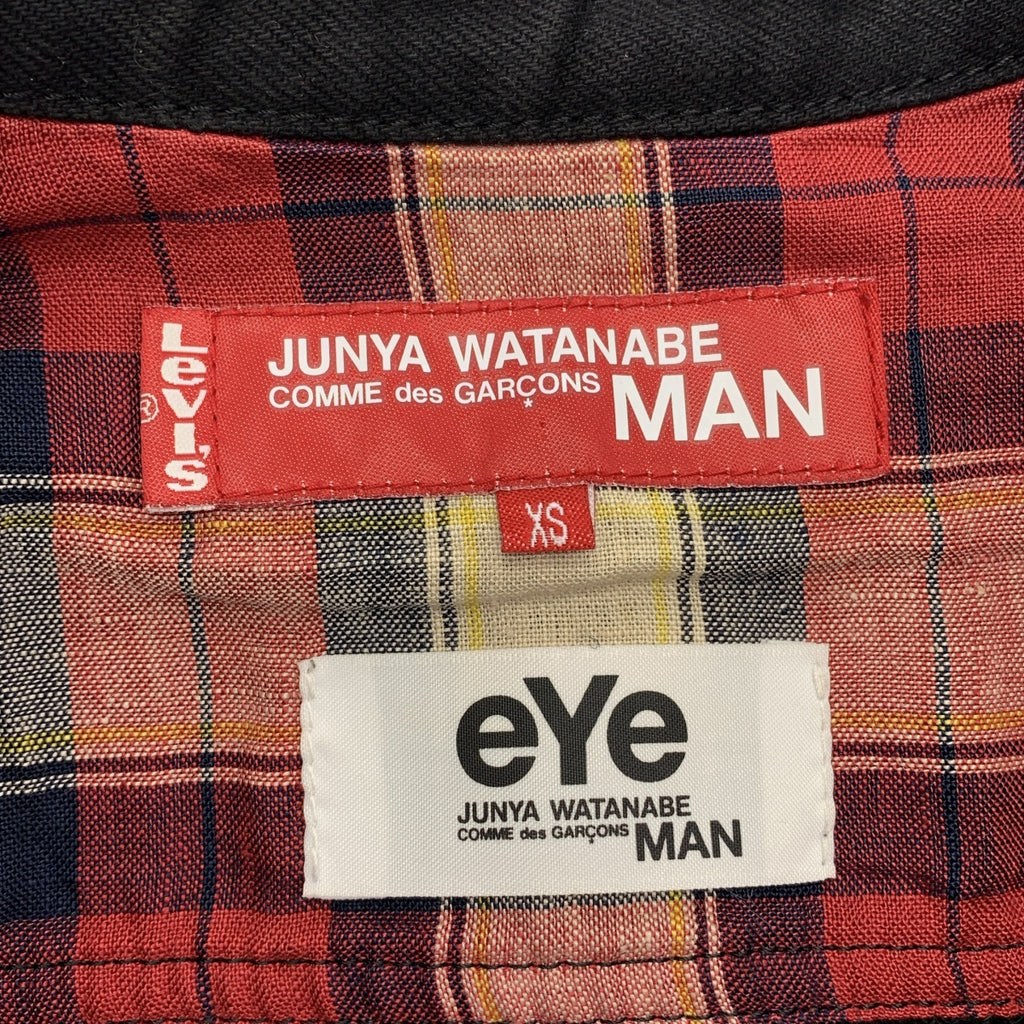 Levi's
®
JUNYA WATANABE
COMME des GARÇONS MAN
XS
eYe
JUNYA WATANABE
COMME des GARÇONS MAN